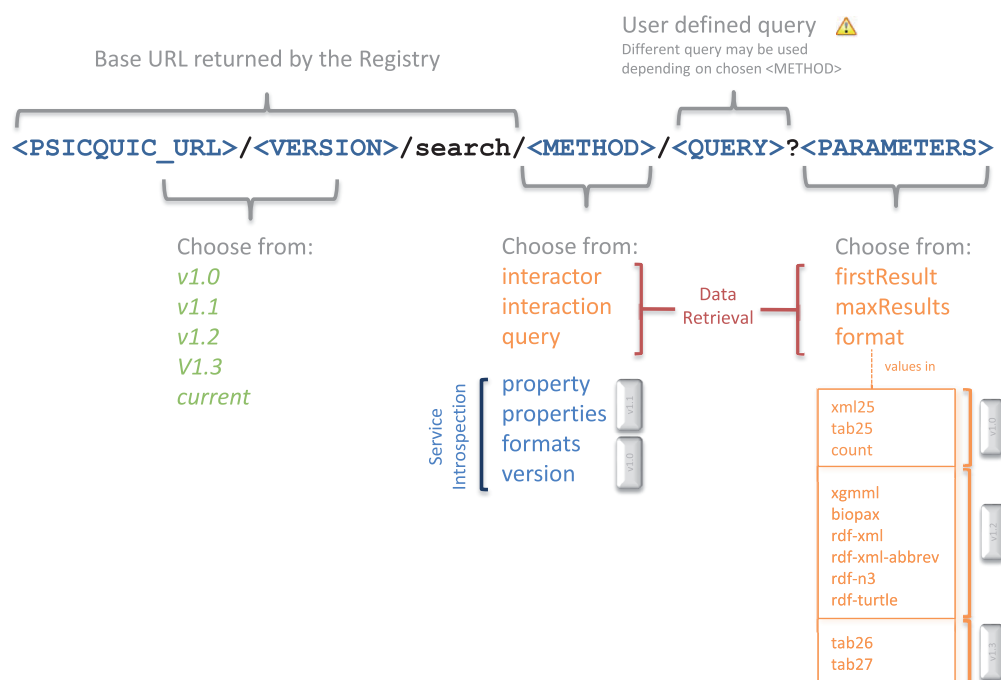 User defined query
Different query may be used
depending on chosen <METHOD>
Base URL returned by the Registry
<PSICQUIC_URL>/<VERSION>/search/<METHOD>/<QUERY>?<PARAMETERS>
Choose from:
v1.0
v1.1
v1.2
V1.3
current
Choose from:
interactor
interaction
query
Data
Retrieval
Service
Introspection
property
properties
formats
version
v1.1
v1.0
Choose from:
firstResult
maxResults
format
values in
xml25
tab25
count
v1.0
xgmml
biopax
rdf-xml
rdf-xml-abbrev
rdf-n3
rdf-turtle
v1.2
tab26
tab27
v1.3